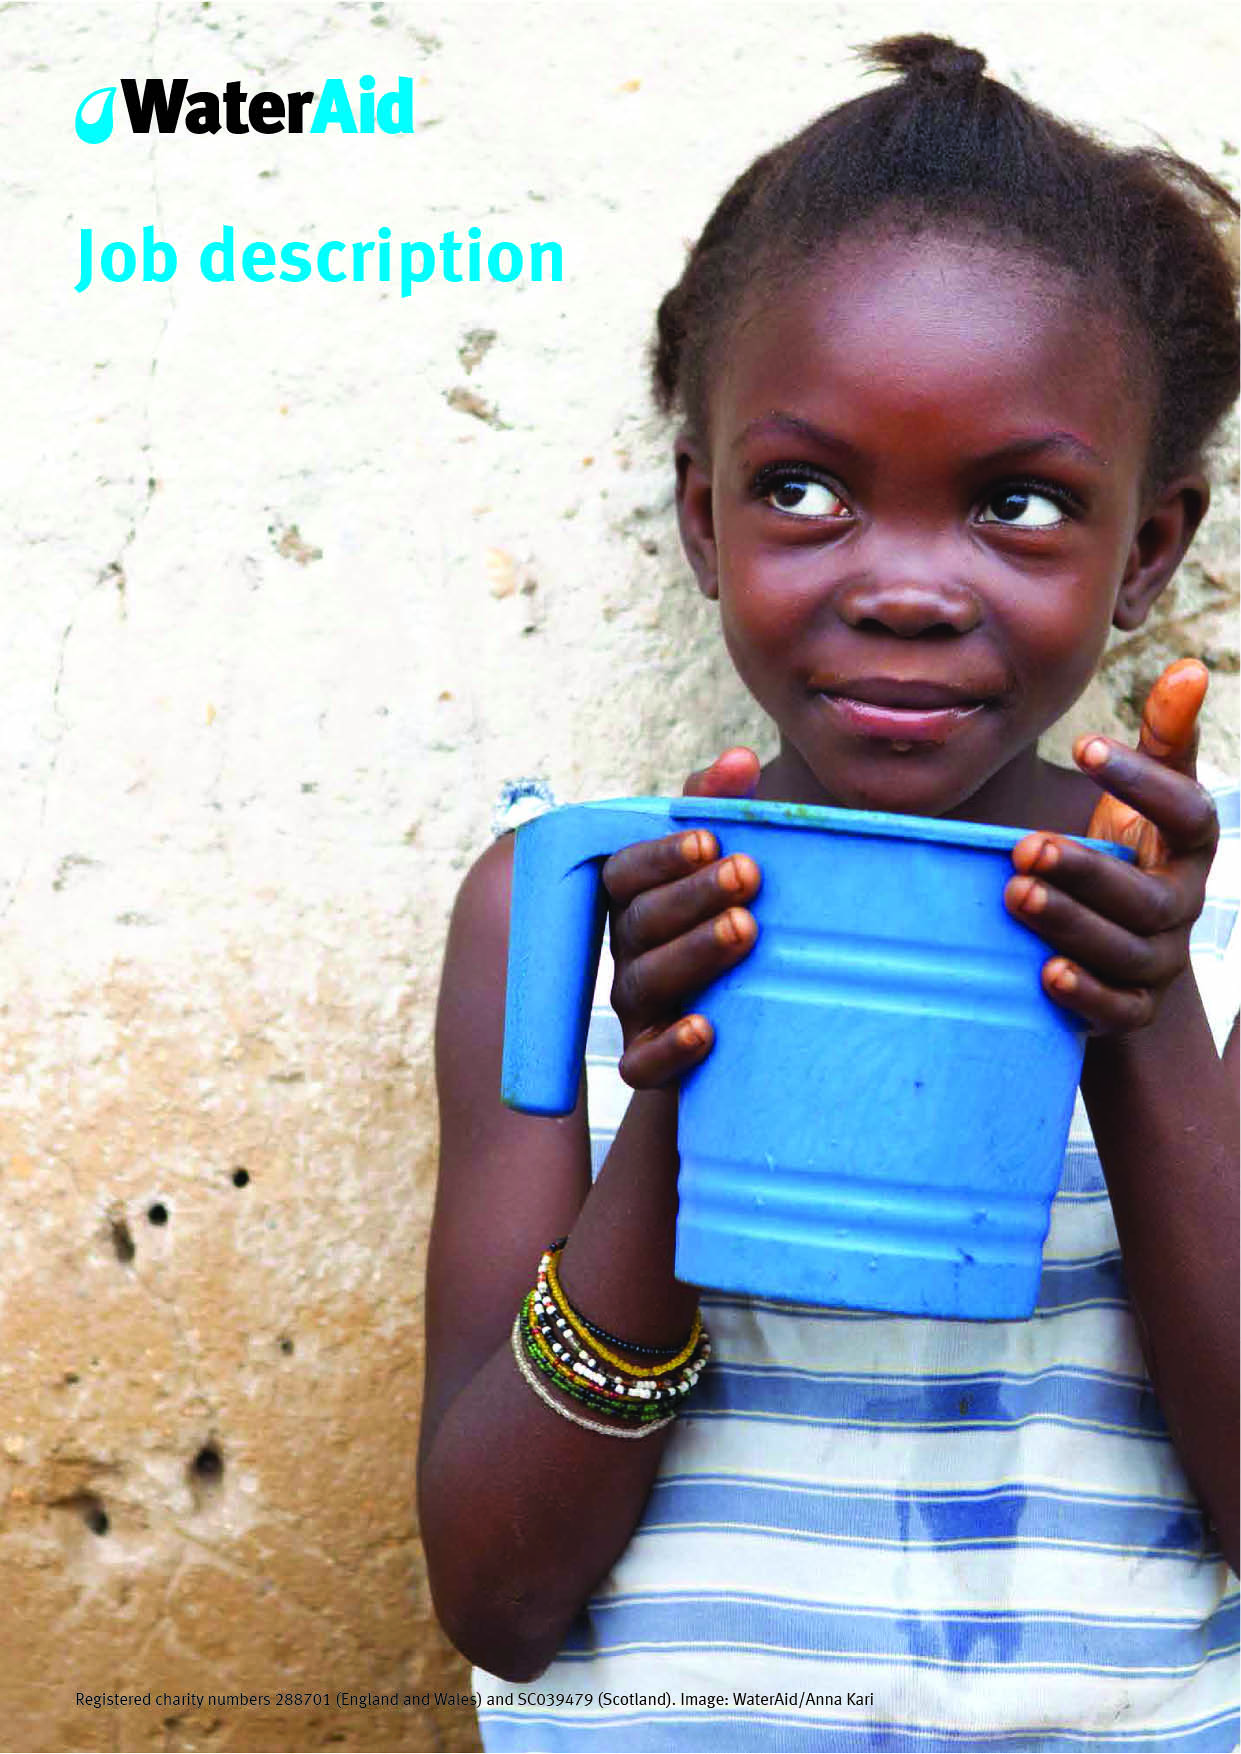 WaterAid
Job description
Registered charity numbers 288701 (England and Wales) and SC039479 (Scotland). Image: WaterAid/Anna Kari